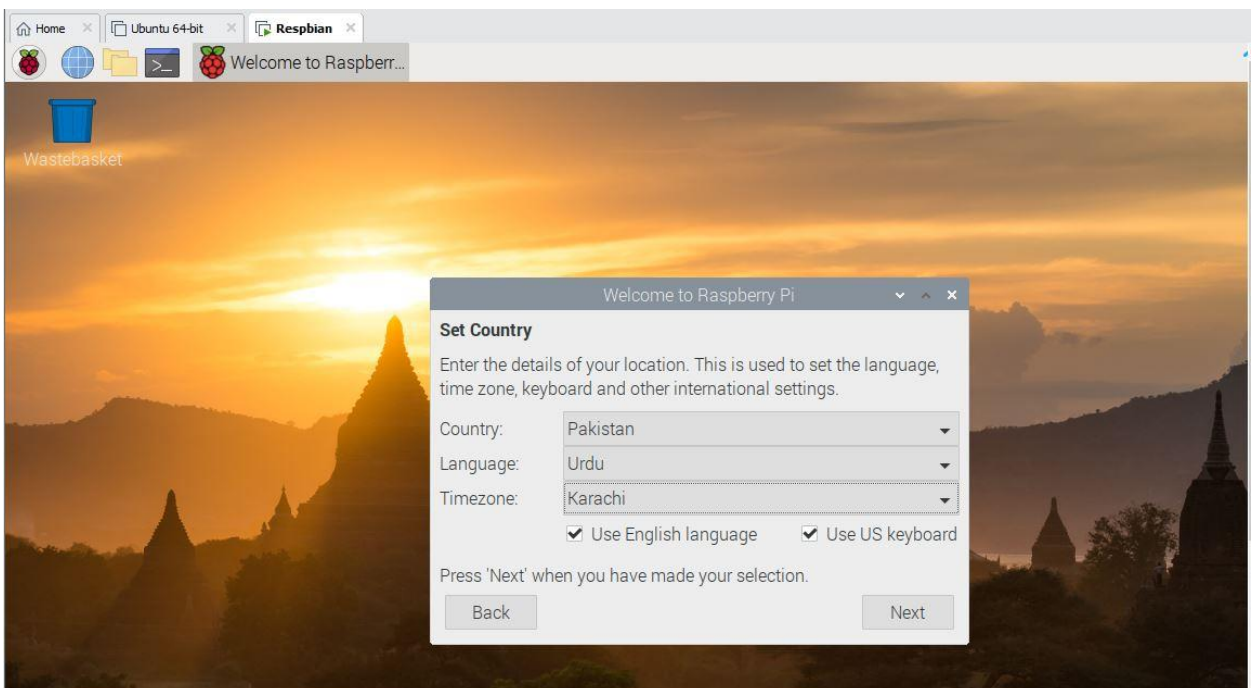 Home
Ubuntu 64-bit
Respbian
Welcome to Raspberr...
Wastebasket
Welcome to Raspberry Pi
Set Country
Enter the details of your location. This is used to set the language,
time zone, keyboard and other international settings.
Country: Pakistan
Language: Urdu
Timezone: Karachi
Use English language Use US keyboard
Press 'Next' when you have made your selection.
Back Next